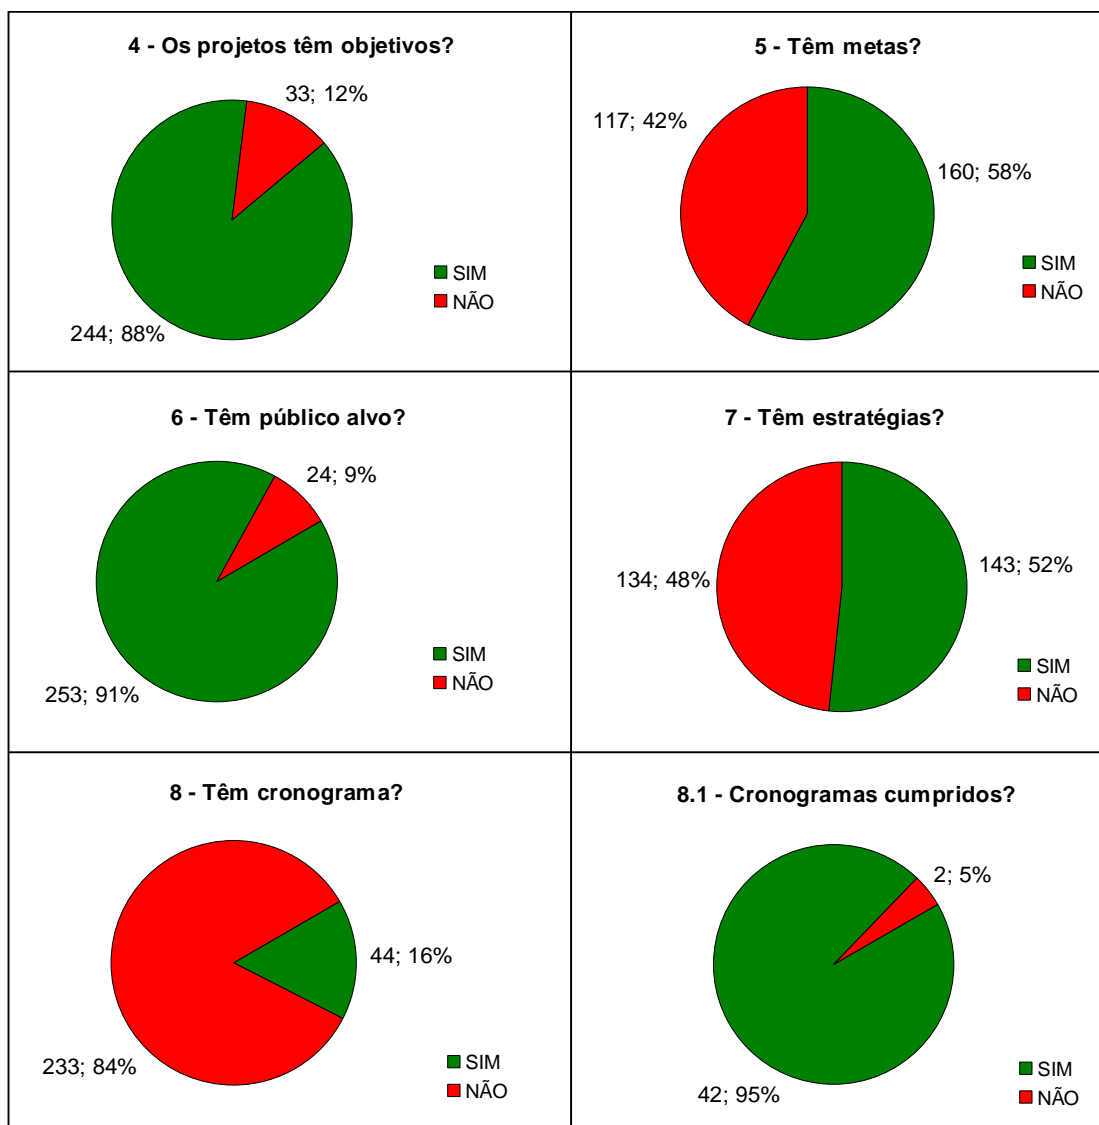 4 - Os projetos têm objetivos?
33; 12%
244; 88%
SIM
NÃO
5 - Têm metas?
117; 42%
160; 58%
SIM
NÃO
6 - Têm público alvo?
24; 9%
253; 91%
SIM
NÃO
7 - Têm estratégias?
134; 48%
143; 52%
SIM
NÃO
8 - Têm cronograma?
44; 16%
233; 84%
SIM
NÃO
8.1 - Cronogramas cumpridos?
2; 5%
42; 95%
SIM
NÃO